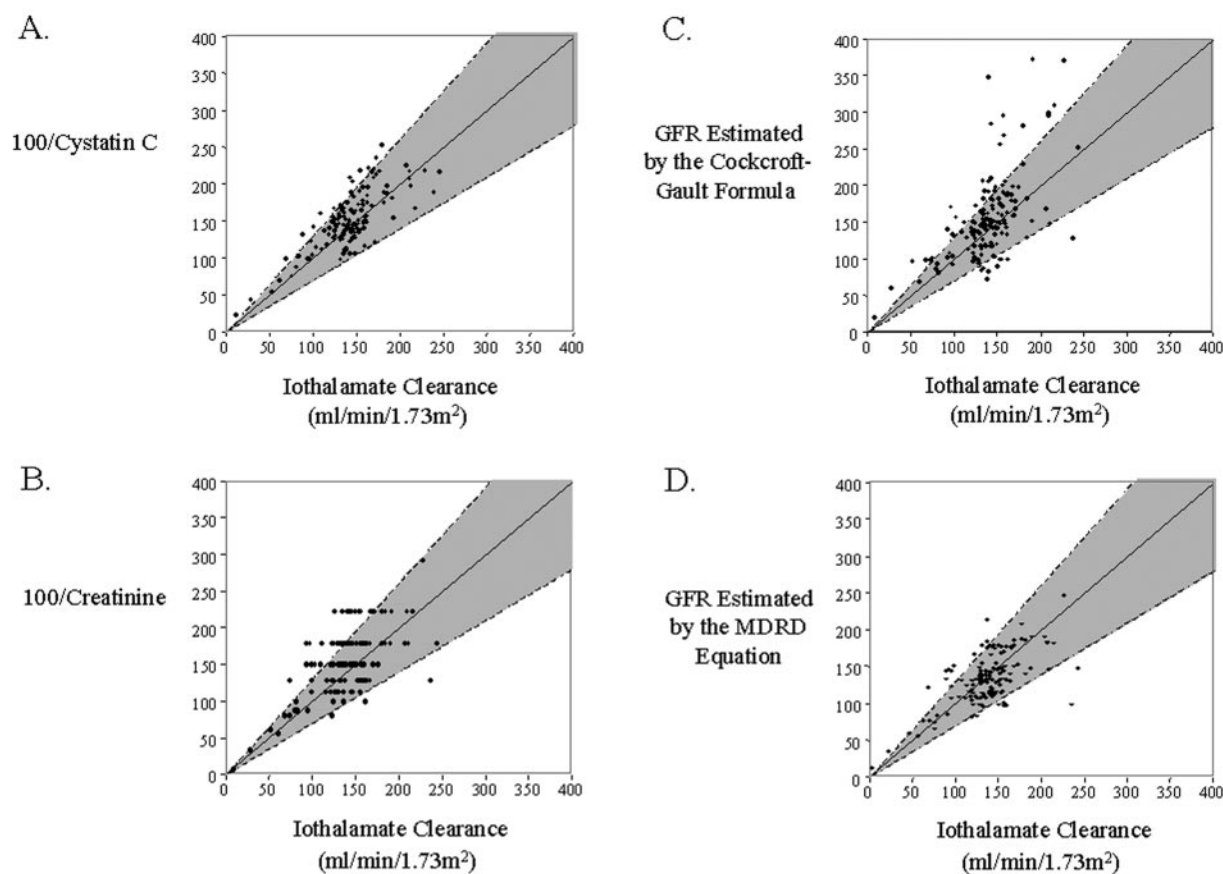 A.
400
350
300
250
200
150
100
50
0
100/Cystatin C
0 50 100 150 200 250 300 350 400
Iothalamate Clearance
(ml/min/1.73m²)
B.
400
350
300
250
200
150
100
50
0
100/Creatinine
0 50 100 150 200 250 300 350 400
Iothalamate Clearance
(ml/min/1.73m²)
C.
400
350
300
250
200
150
100
50
0
GFR Estimated
by the Cockcroft-
Gault Formula
0 50 100 150 200 250 300 350 400
Iothalamate Clearance
(ml/min/1.73m²)
D.
400
350
300
250
200
150
100
50
0
GFR Estimated
by the MDRD
Equation
0 50 100 150 200 250 300 350 400
Iothalamate Clearance
(ml/min/1.73m²)